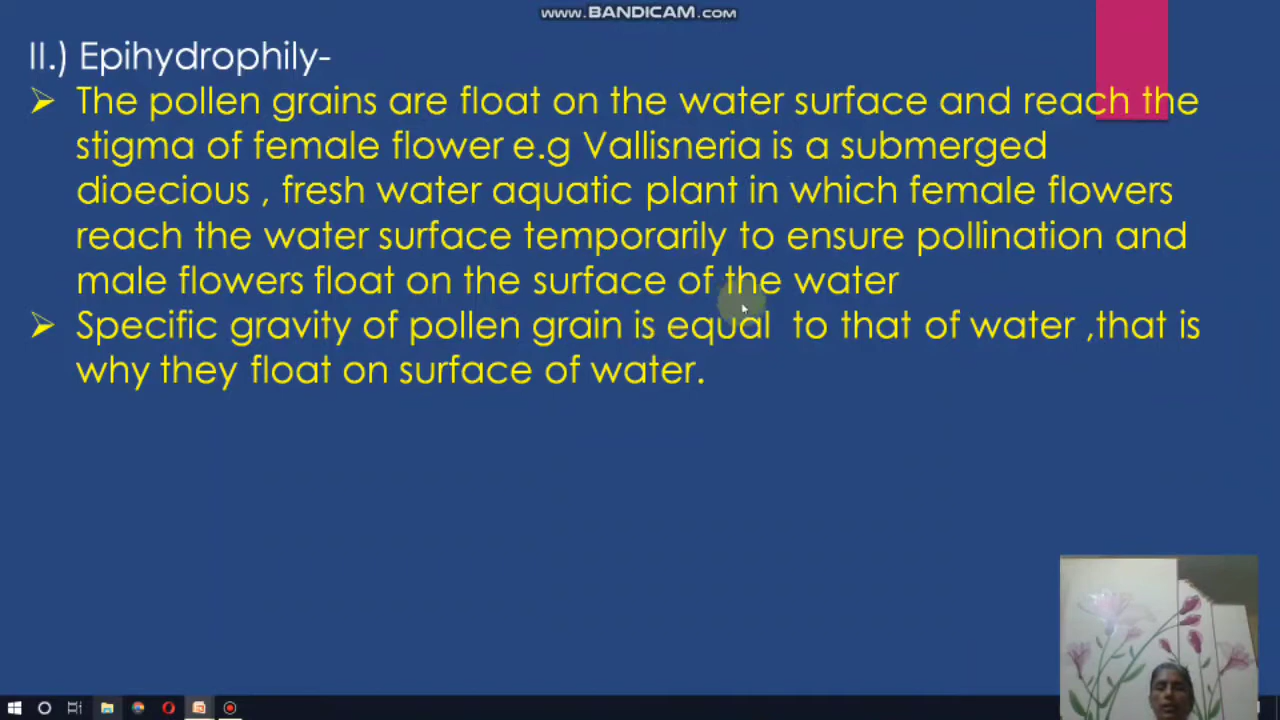 www.BANDICAM.com
II.) Epihydrophily-
The pollen grains are float on the water surface and reach the
stigma of female flower e.g Vallisneria is a submerged
dioecious , fresh water aquatic plant in which female flowers
reach the water surface temporarily to ensure pollination and
male flowers float on the surface of the water
Specific gravity of pollen grain is equal to that of water ,that is
why they float on surface of water.